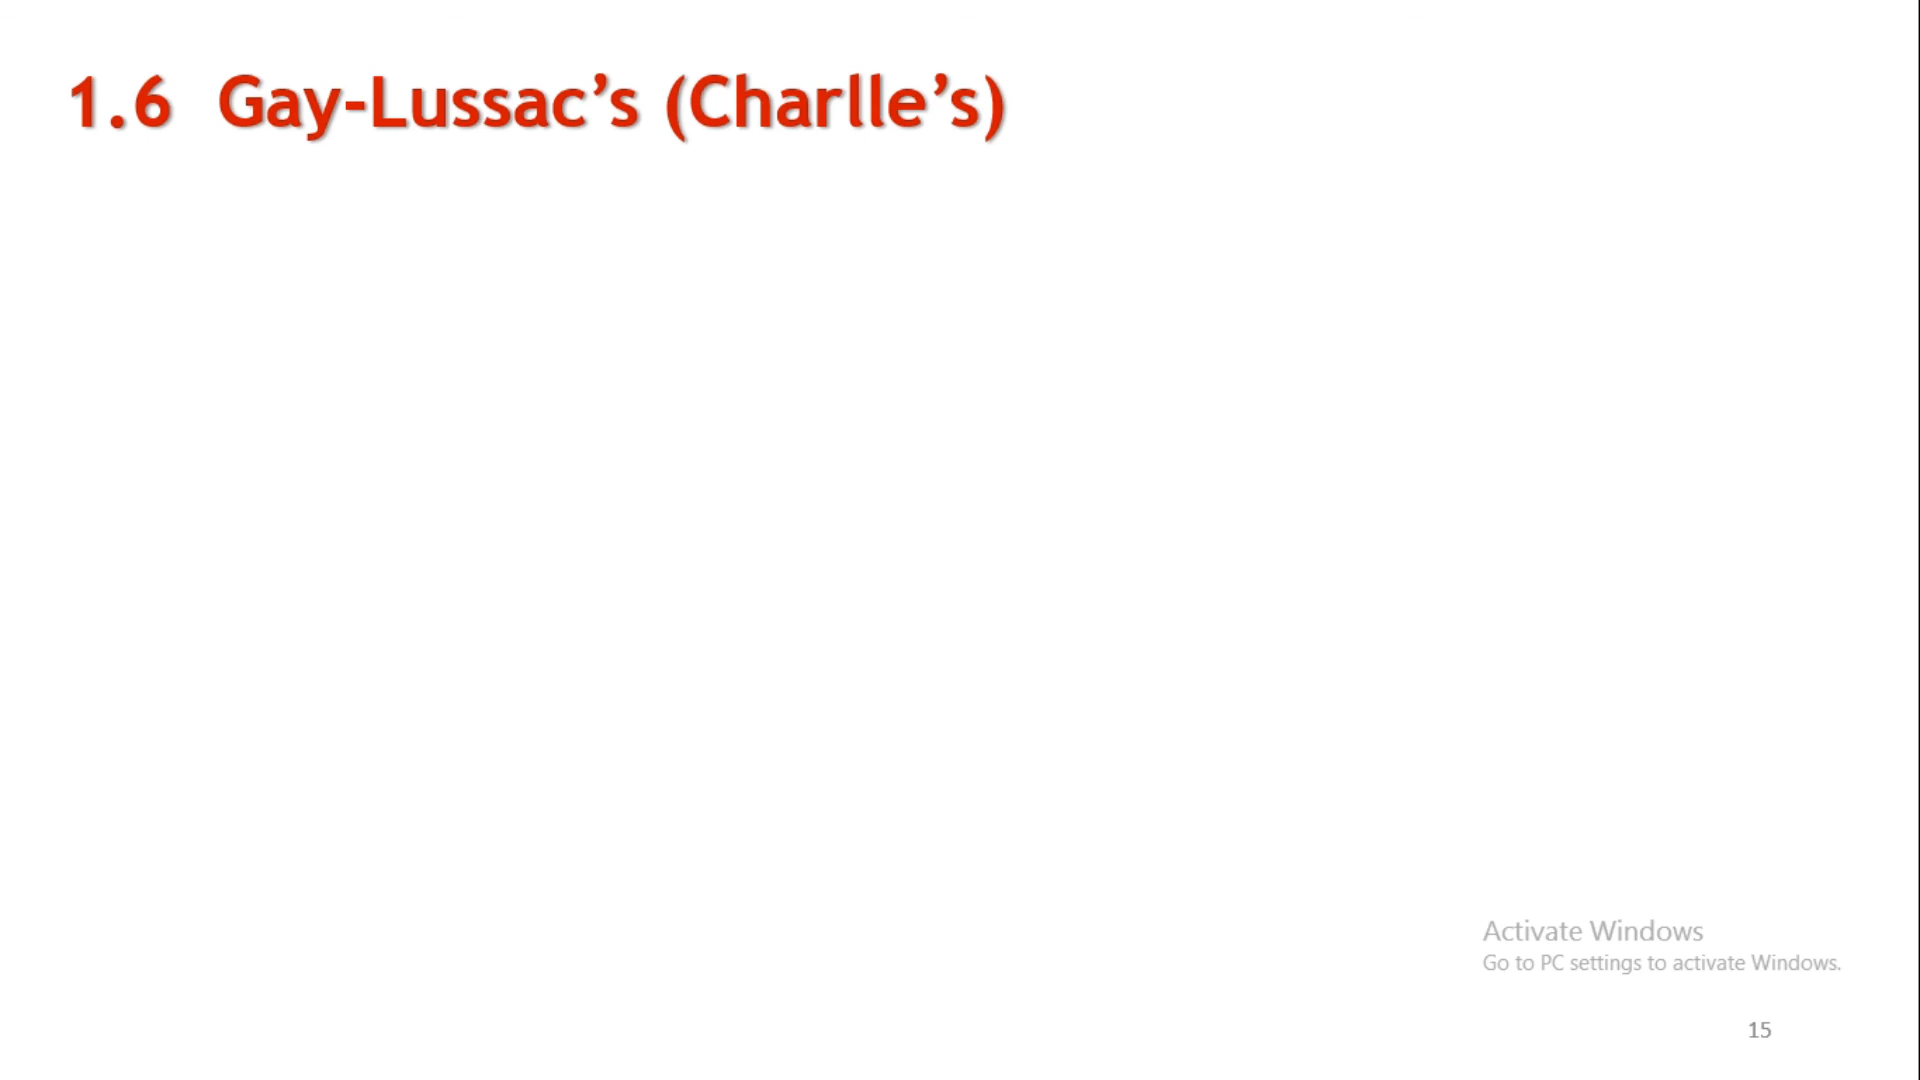 1.6 Gay-Lussac’s (Charlle’s)
Activate Windows
Go to PC settings to activate Windows.
15